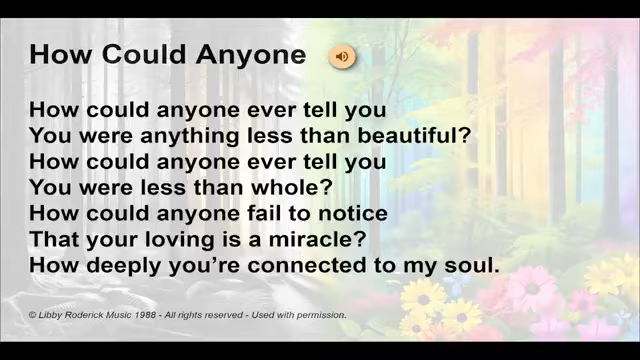 How Could Anyone
How could anyone ever tell you
You were anything less than beautiful?
How could anyone ever tell you
You were less than whole?
How could anyone fail to notice
That your loving is a miracle?
How deeply you’re connected to my soul.
© Libby Roderick Music 1988 - All rights reserved - Used with permission.